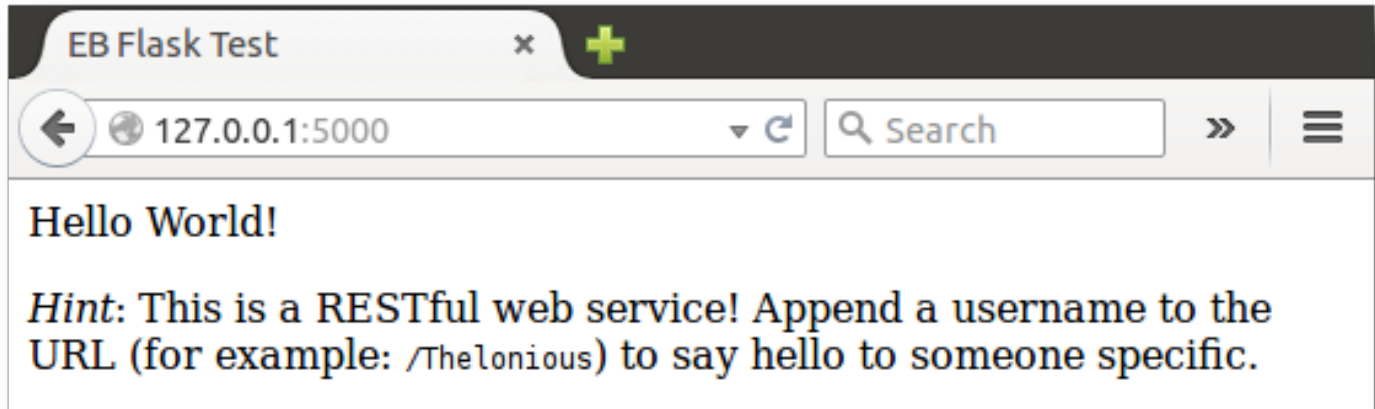 EB Flask Test
127.0.0.1:5000
Search
Hello World!
Hint: This is a RESTful web service! Append a username to the
URL (for example: /Thelonious) to say hello to someone specific.